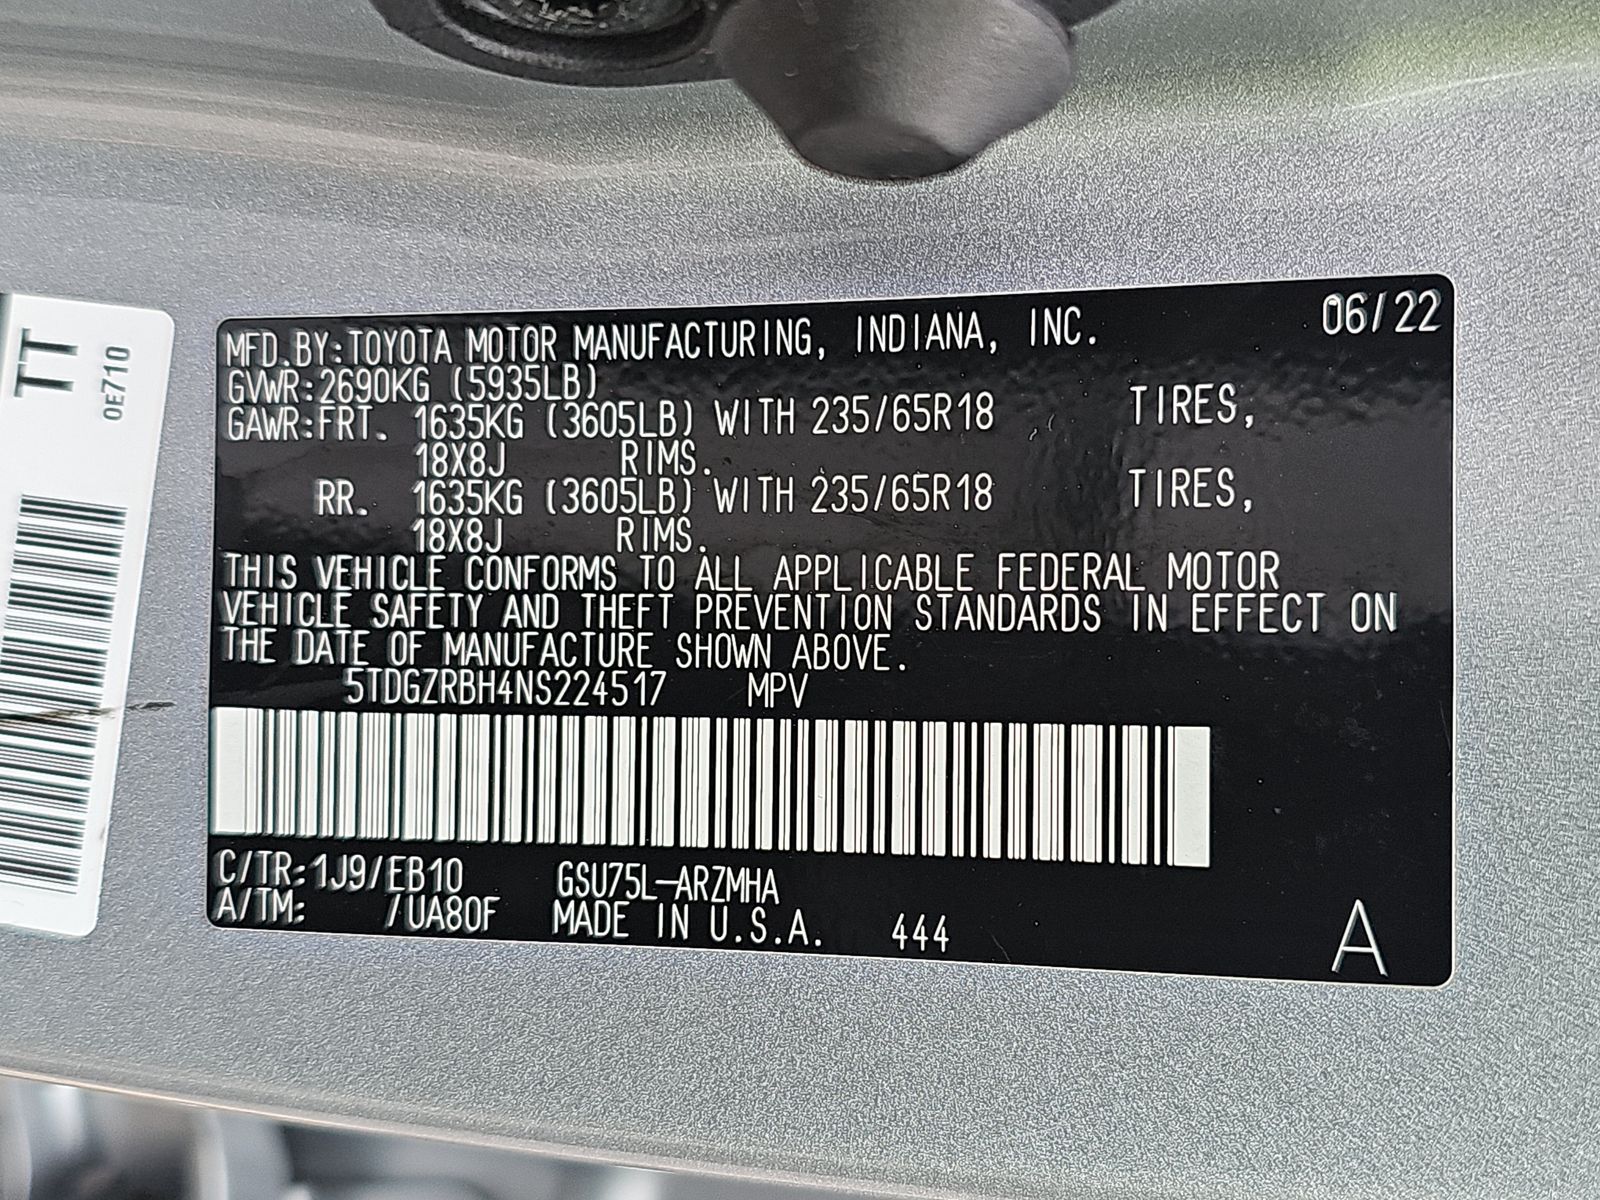 TT
0E710
06/22
MFD.BY:TOYOTA MOTOR MANUFACTURING, INDIANA, INC.
GVWR:2690KG (5935LB)
GAWR:FRT. 1635KG (3605LB) WITH 235/65R18 TIRES,
18X8J RIMS.
RR. 1635KG (3605LB) WITH 235/65R18 TIRES,
18X8J RIMS.
THIS VEHICLE CONFORMS TO ALL APPLICABLE FEDERAL MOTOR
VEHICLE SAFETY AND THEFT PREVENTION STANDARDS IN EFFECT ON
THE DATE OF MANUFACTURE SHOWN ABOVE.
5TDGZRBH4NS224517 MPV
C/TR:1J9/EB10 GSU75L-ARZMHA
A/TM: /UA80F MADE IN U.S.A. 444
A